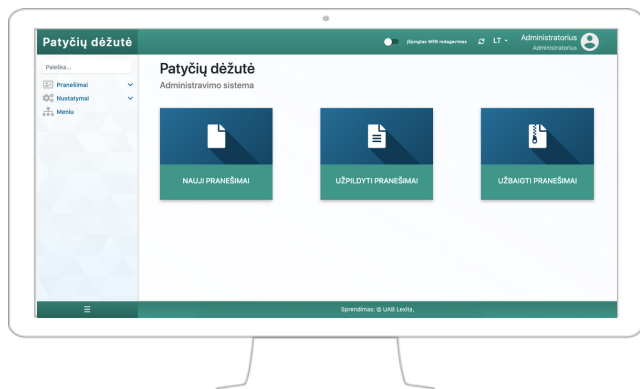 Patyčių dėžutė
Įjungtas WEB redagavimas
LT
Administratorius
Administratorius
Paieška...
Pranešimai
Nustatymai
Meniu
Patyčių dėžutė
Administravimo sistema
NAUJI PRANEŠIMAI
UŽPILDYTI PRANEŠIMAI
UŽBAIGTI PRANEŠIMAI
Sprendimas: @ UAB Lexita,